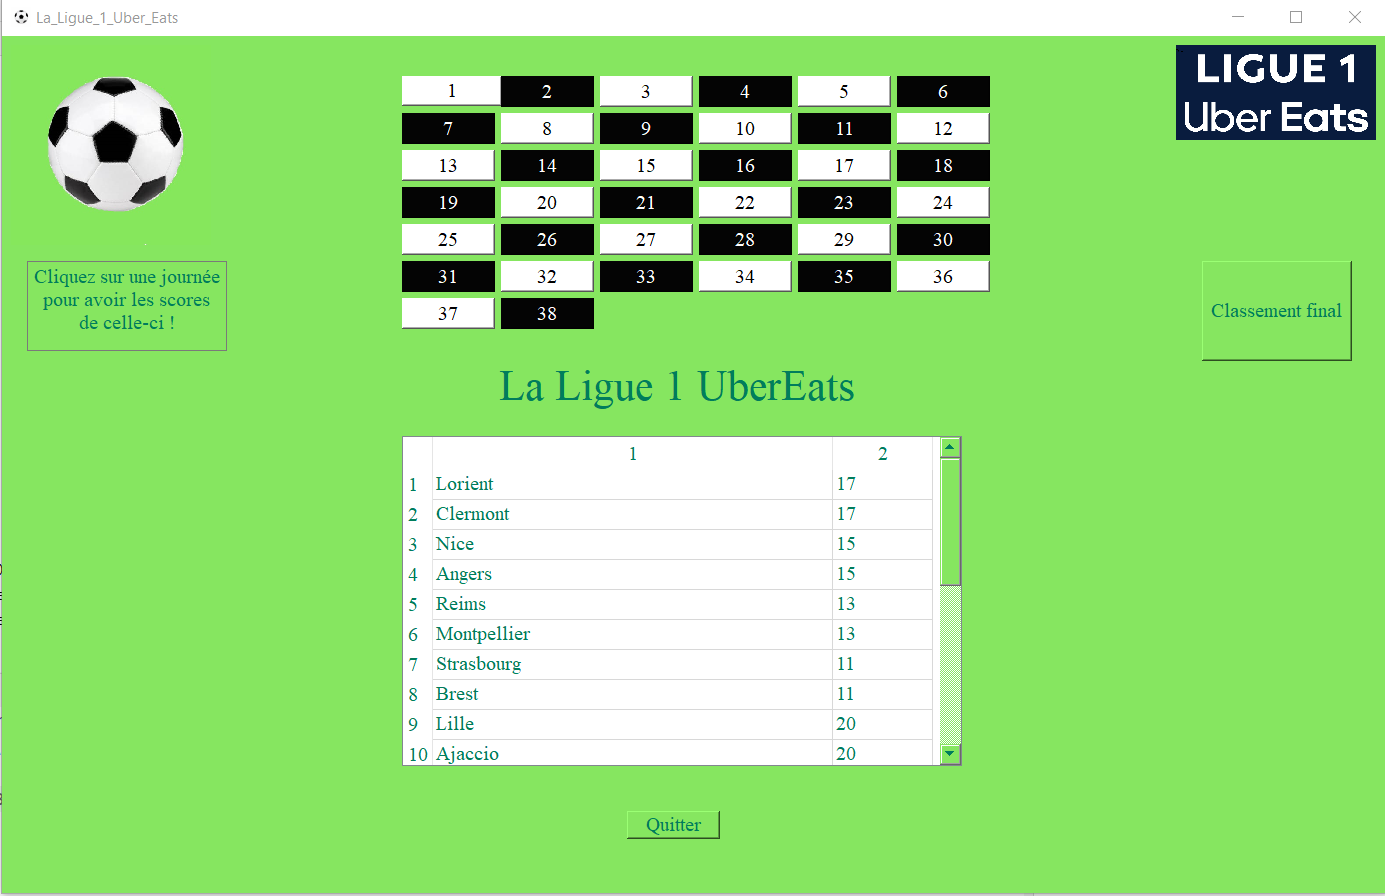 La_Ligue_1_Uber_Eats
LIGUE 1
Uber Eats
1 2 3 4 5 6
7 8 9 10 11 12
13 14 15 16 17 18
19 20 21 22 23 24
25 26 27 28 29 30
31 32 33 34 35 36
37 38
Cliquez sur une journée
pour avoir les scores
de celle-ci !
Classement final
La Ligue 1 UberEats
1 2
1 Lorient 17
2 Clermont 17
3 Nice 15
4 Angers 15
5 Reims 13
6 Montpellier 13
7 Strasbourg 11
8 Brest 11
9 Lille 20
10 Ajaccio 20
Quitter